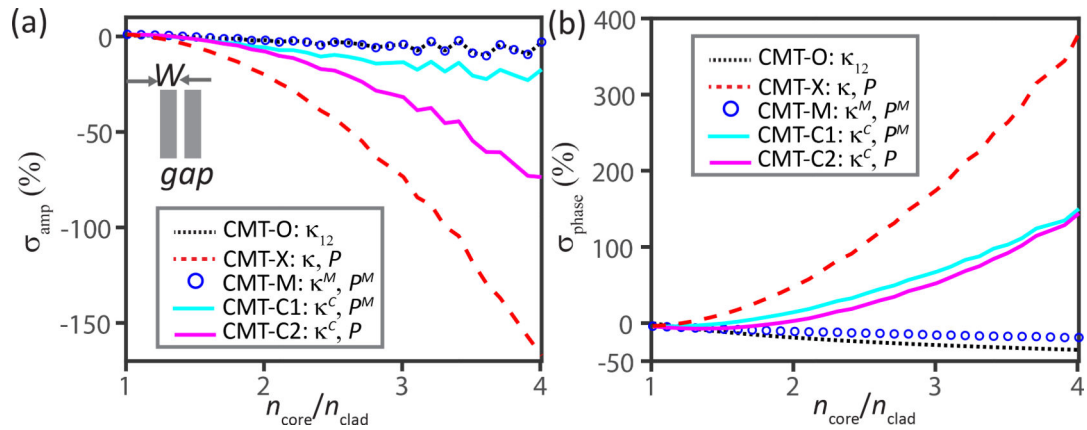 (a)
0
-50
-100
-150
σamp (%)
W
gap
CMT-O: κ12
CMT-X: κ, P
CMT-M: κM, PM
CMT-C1: κC, PM
CMT-C2: κC, P
1 2 3 4
ncore/nclad
(b)
400
300
200
100
0
-50
σphase (%)
CMT-O: κ12
CMT-X: κ, P
CMT-M: κM, PM
CMT-C1: κC, PM
CMT-C2: κC, P
1 2 3 4
ncore/nclad